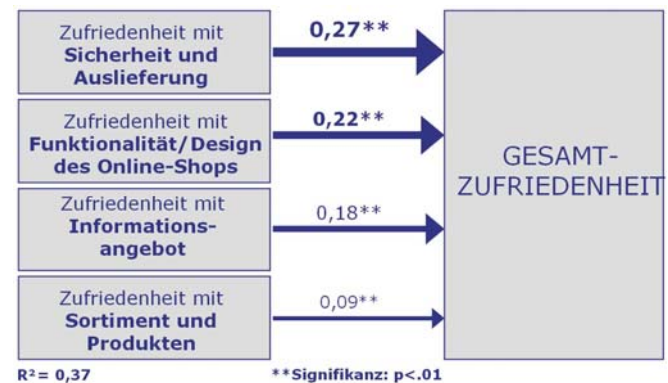 Zufriedenheit mit
Sicherheit und
Auslieferung
0,27**
Zufriedenheit mit
Funktionalität/Design
des Online-Shops
0,22**
Zufriedenheit mit
Informations-
angebot
0,18**
Zufriedenheit mit
Sortiment und
Produkten
0,09**
GESAMT-
ZUFRIEDENHEIT
R² = 0,37
**Signifikanz: p<.01